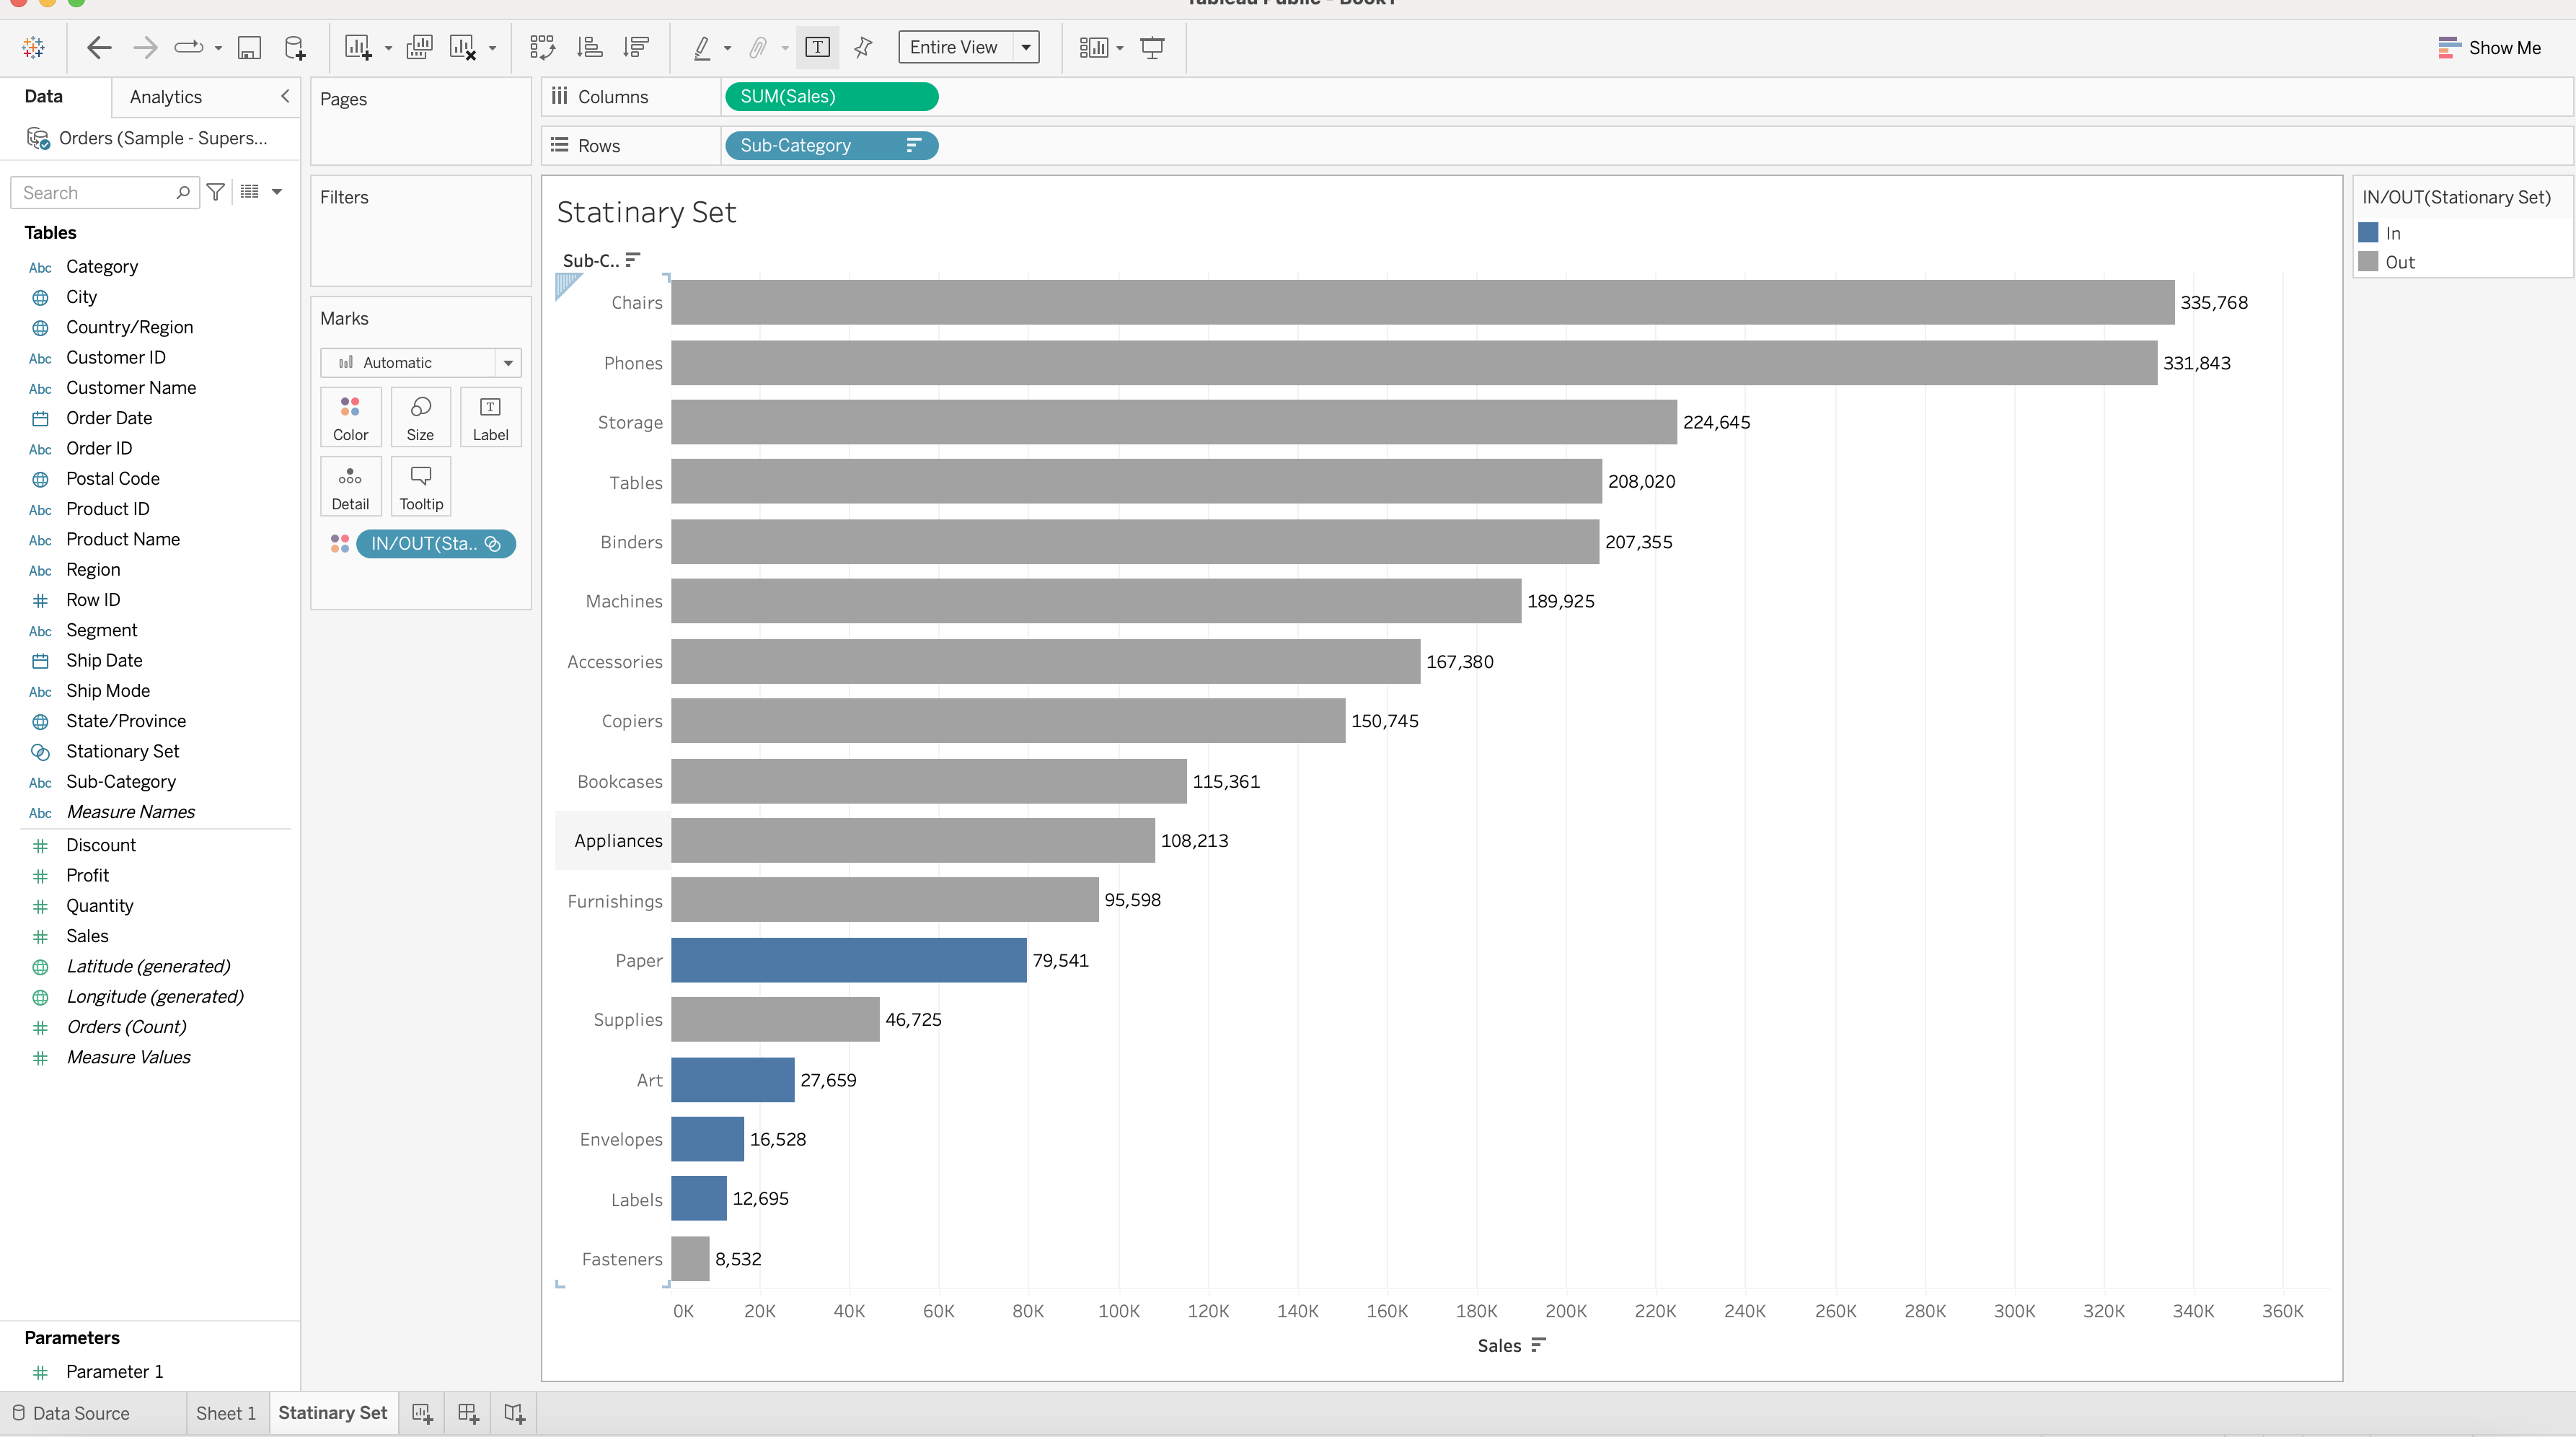 Tableau Public - Book1
Entire View
Show Me
Data
Analytics
Orders (Sample - Supers...
Search
Tables
Abc Category
City
Country/Region
Abc Customer ID
Abc Customer Name
Order Date
Abc Order ID
Postal Code
Abc Product ID
Abc Product Name
Abc Region
Row ID
Abc Segment
Ship Date
Abc Ship Mode
State/Province
Stationary Set
Abc Sub-Category
Abc Measure Names
Discount
Profit
Quantity
Sales
Latitude (generated)
Longitude (generated)
Orders (Count)
Measure Values
Parameters
Parameter 1
Pages
Filters
Marks
Automatic
Color Size T Label
Detail Tooltip
IN/OUT(Sta..
Columns SUM(Sales)
Rows Sub-Category
Statinary Set
Sub-C..
Chairs 335,768
Phones 331,843
Storage 224,645
Tables 208,020
Binders 207,355
Machines 189,925
Accessories 167,380
Copiers 150,745
Bookcases 115,361
Appliances 108,213
Furnishings 95,598
Paper 79,541
Supplies 46,725
Art 27,659
Envelopes 16,528
Labels 12,695
Fasteners 8,532
0K 20K 40K 60K 80K 100K 120K 140K 160K 180K 200K 220K 240K 260K 280K 300K 320K 340K 360K
Sales
IN/OUT(Stationary Set)
In
Out
Data Source Sheet 1 Statinary Set